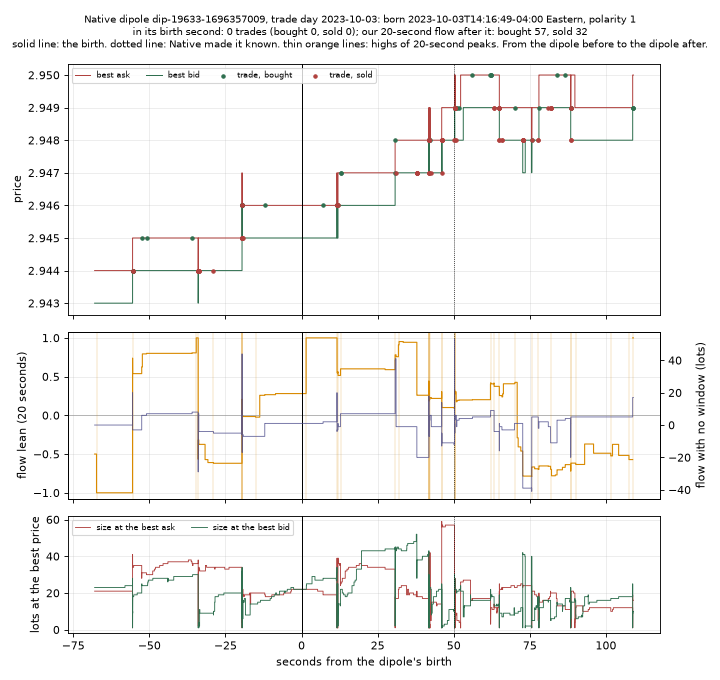 Native dipole dip-19633-1696357009, trade day 2023-10-03: born 2023-10-03T14:16:49-04:00 Eastern, polarity 1
in its birth second: 0 trades (bought 0, sold 0); our 20-second flow after it: bought 57, sold 32
solid line: the birth. dotted line: Native made it known. thin orange lines: highs of 20-second peaks. From the dipole before to the dipole after.
best ask best bid trade, bought trade, sold
2.950
2.949
2.948
2.947
2.946
2.945
2.944
2.943
price
1.0
0.5
0.0
−0.5
−1.0
flow lean (20 seconds)
40
20
0
−20
−40
flow with no window (lots)
size at the best ask size at the best bid
60
40
20
0
lots at the best price
−75 −50 −25 0 25 50 75 100
seconds from the dipole's birth